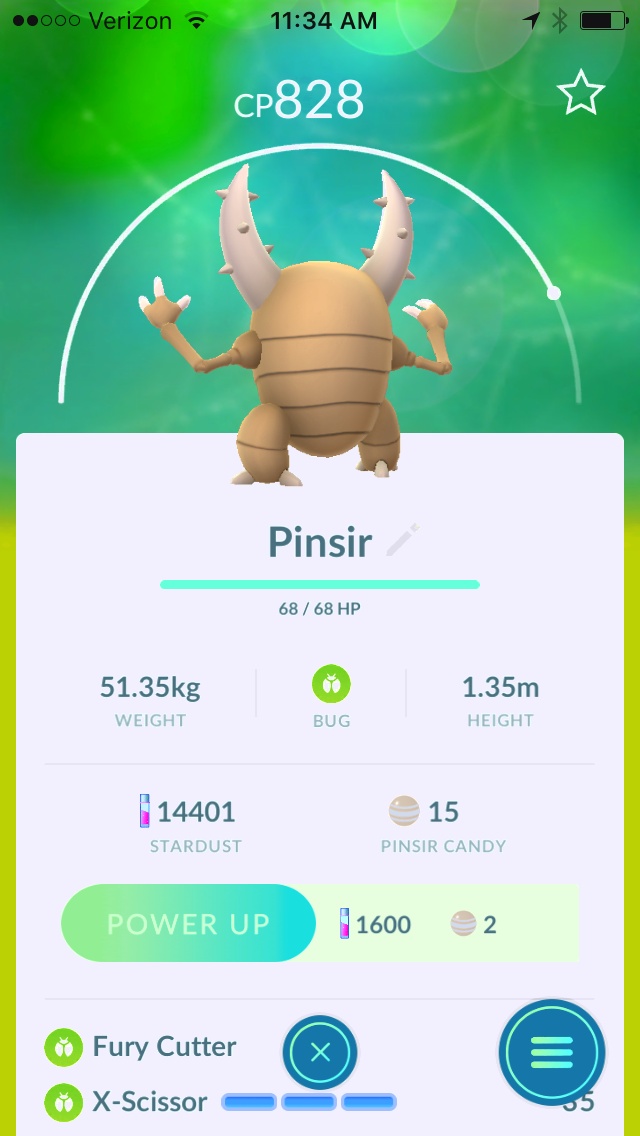 Verizon 11:34 AM
CP828
Pinsir
68 / 68 HP
51.35kg
WEIGHT
BUG
1.35m
HEIGHT
14401
STARDUST
15
PINSIR CANDY
POWER UP 1600 2
Fury Cutter
X-Scissor 35